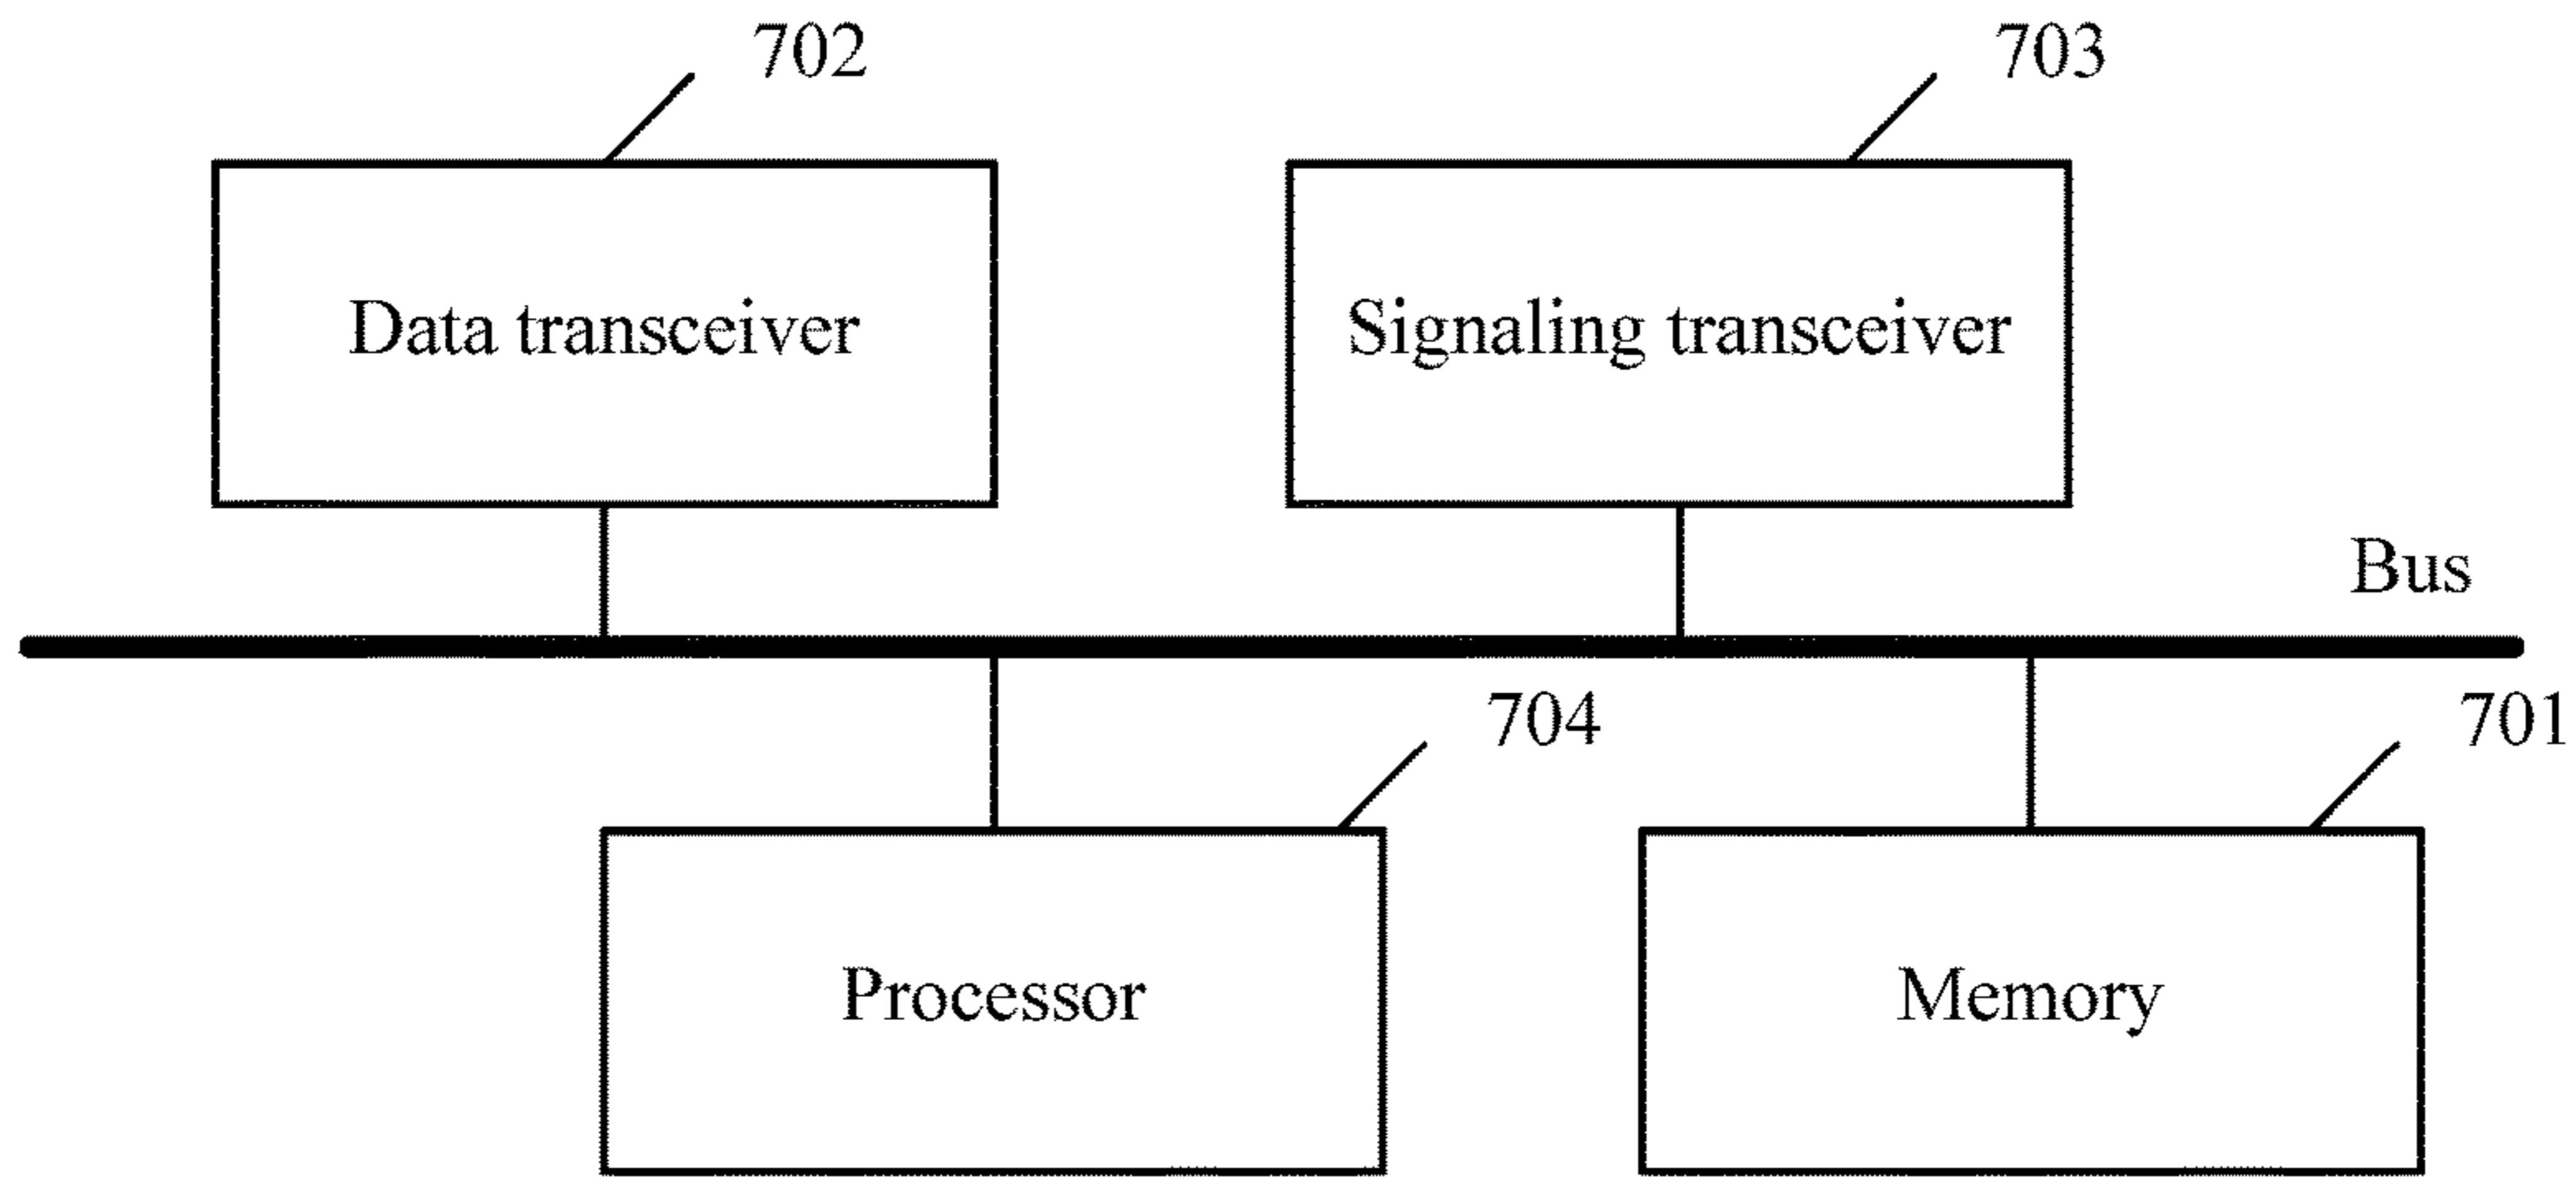 702
703
Data transceiver
Signaling transceiver
Bus
704
701
Processor
Memory